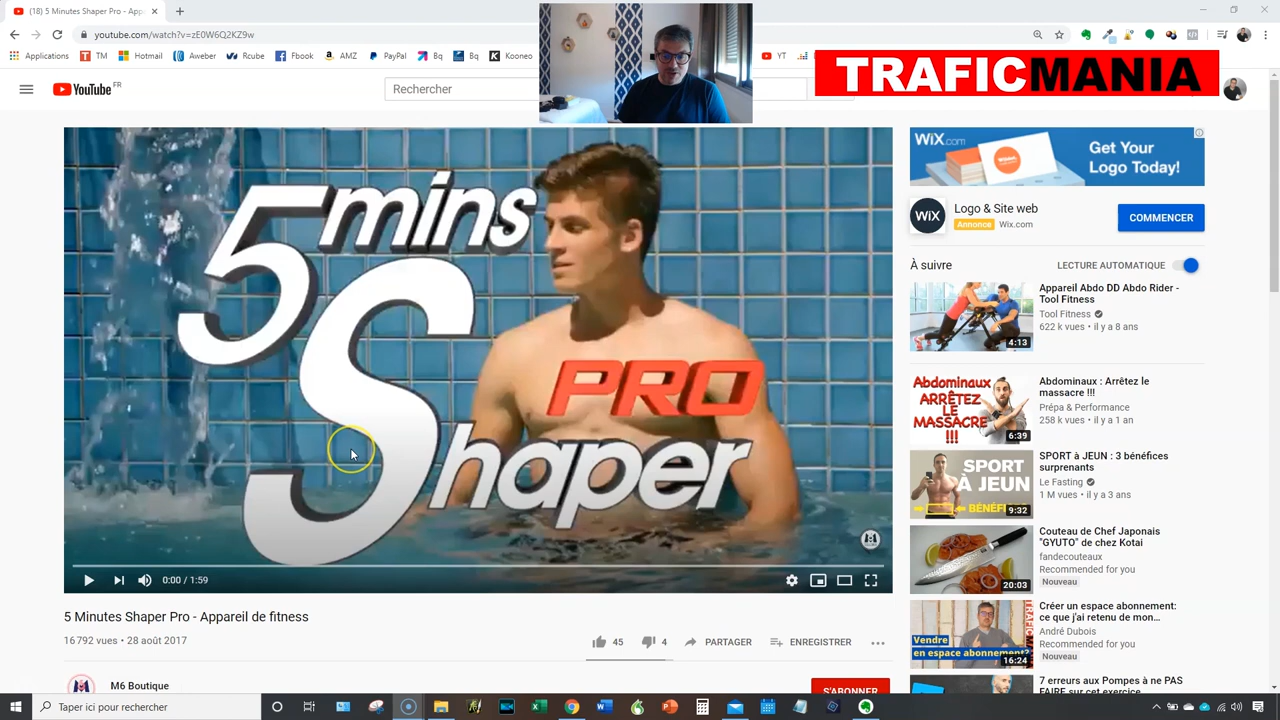 (18) 5 Minutes Shaper Pro - App
youtube.com/watch?v=zE0W6Q2KZ9w
Applications TM Hotmail Aweber Rcube Ebank AMZ PayPal Bq Bq Kooneo YT
TRAFICMANIA
YouTube FR
Rechercher
5mins
Shaper
PRO
0:00 / 1:59
5 Minutes Shaper Pro - Appareil de fitness
16 792 vues • 28 août 2017
45 4 PARTAGER ENREGISTRER
M6 Boutique
S'ABONNER
WiX.com
Get Your
Logo Today!
WiX
Logo & Site web
Annonce Wix.com
COMMENCER
À suivre
LECTURE AUTOMATIQUE
Appareil Abdo DD Abdo Rider -
Tool Fitness
Tool Fitness
622 k vues • il y a 8 ans
4:13
Abdominaux
ARRÊTEZ
LE
MASSACRE
!!!
6:39
Abdominaux : Arrêtez le
massacre !!!
Prépa & Performance
258 k vues • il y a 1 an
SPORT
À JEUN
9:32
SPORT à JEUN : 3 bénéfices
surprenants
Le Fasting
1 M vues • il y a 3 ans
20:03
Couteau de Chef Japonais
"GYUTO" de chez Kotai
fandecouteaux
Recommended for you
Nouveau
Vendre
en espace abonnement?
16:24
Créer un espace abonnement:
ce que j'ai retenu de mon...
André Dubois
Recommended for you
Nouveau
7 erreurs aux Pompes à ne PAS
FAIRE sur cet exercice
Taper ici pour rechercher